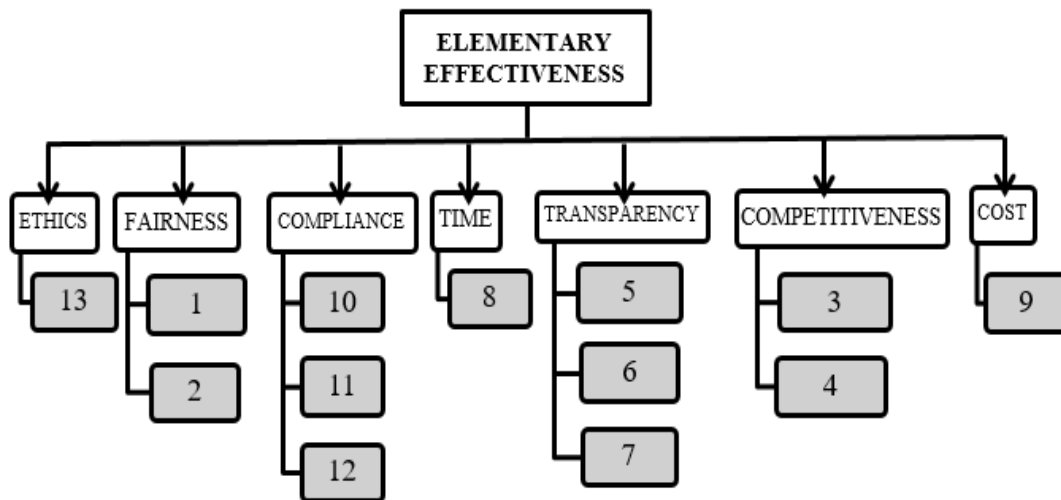 ELEMENTARY
EFFECTIVENESS
ETHICS
FAIRNESS
COMPLIANCE
TIME
TRANSPARENCY
COMPETITIVENESS
COST
13
1
10
8
5
3
9
2
11
6
4
12
7